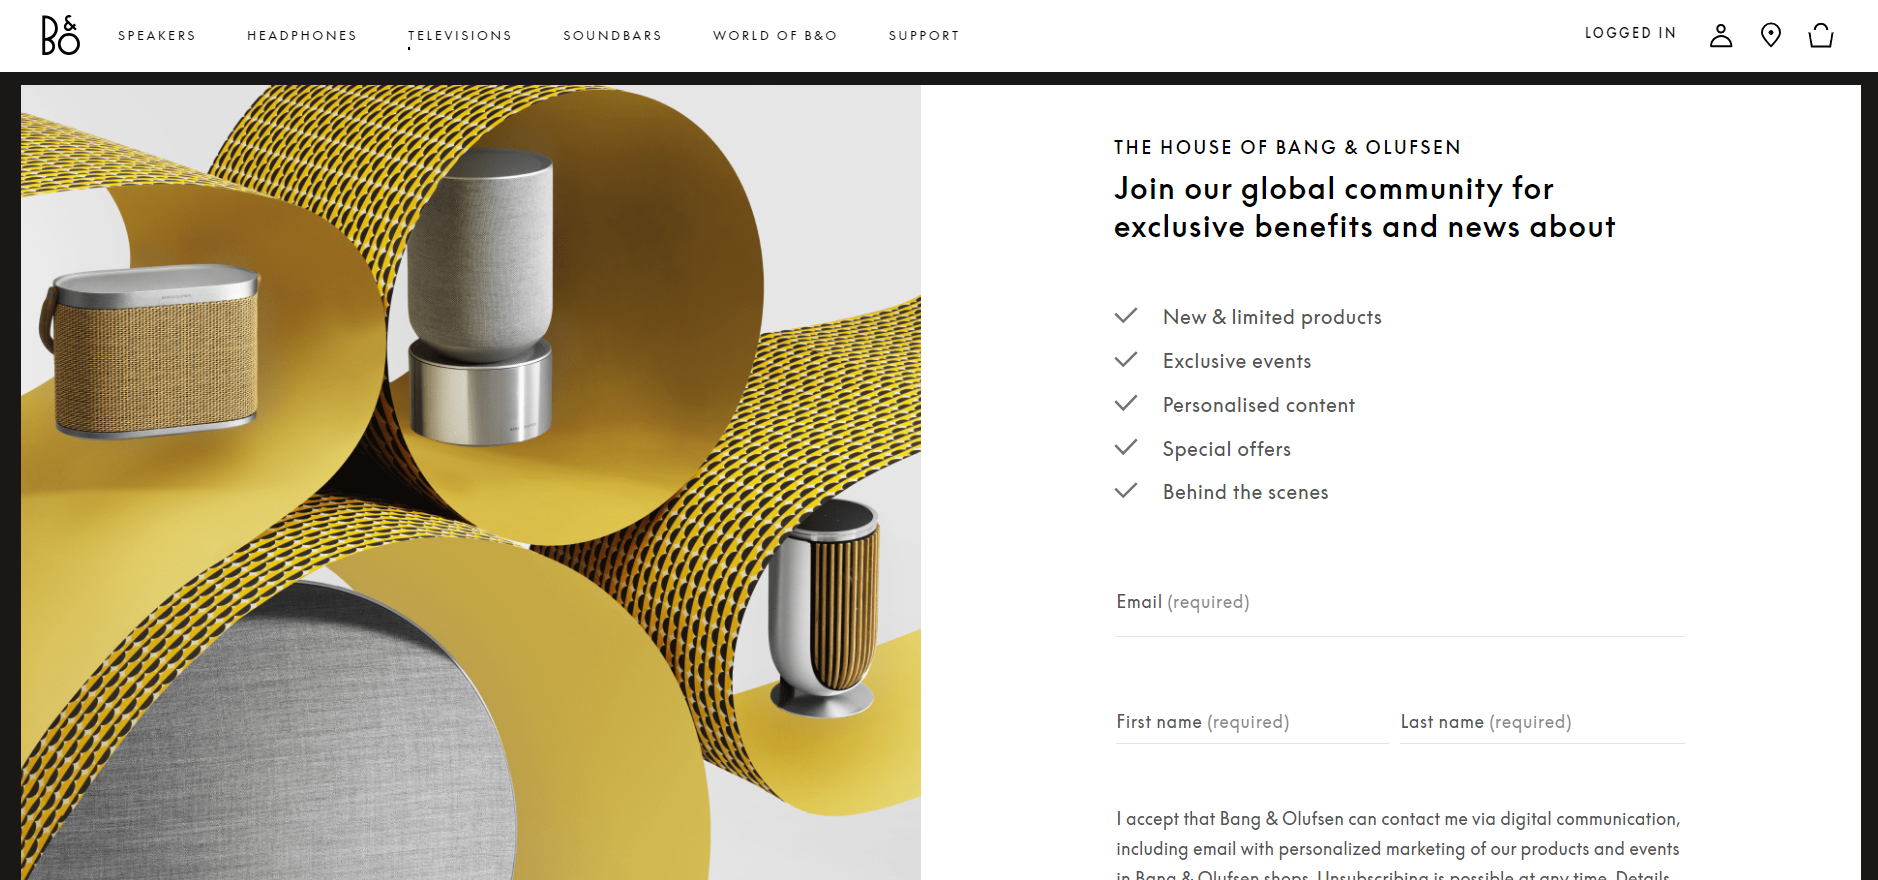 B&O
SPEAKERS
HEADPHONES
TELEVISIONS
SOUNDBARS
WORLD OF B&O
SUPPORT
LOGGED IN
THE HOUSE OF BANG & OLUFSEN
Join our global community for
exclusive benefits and news about
New & limited products
Exclusive events
Personalised content
Special offers
Behind the scenes
Email (required)
First name (required)
Last name (required)
I accept that Bang & Olufsen can contact me via digital communication,
including email with personalized marketing of our products and events
in Bang & Olufsen shops. Unsubscribing is possible at any time. Details